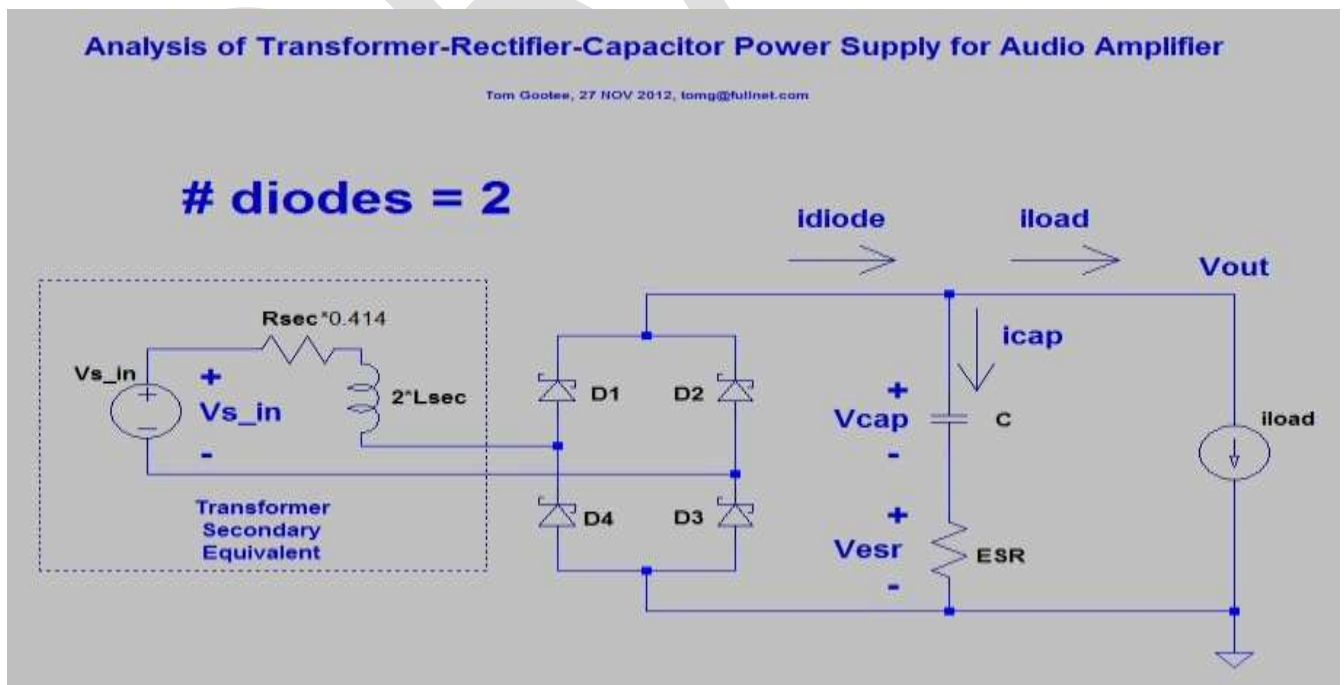 Analysis of Transformer-Rectifier-Capacitor Power Supply for Audio Amplifier
Tom Gootee, 27 NOV 2012, tomg@fullnet.com
# diodes = 2
idiode
iload
Vout
Rsec*0.414
Vs_in
+
Vs_in
-
2*Lsec
D1
D2
icap
+
Vcap
-
C
iload
D4
D3
+
Vesr
-
ESR
Transformer
Secondary
Equivalent